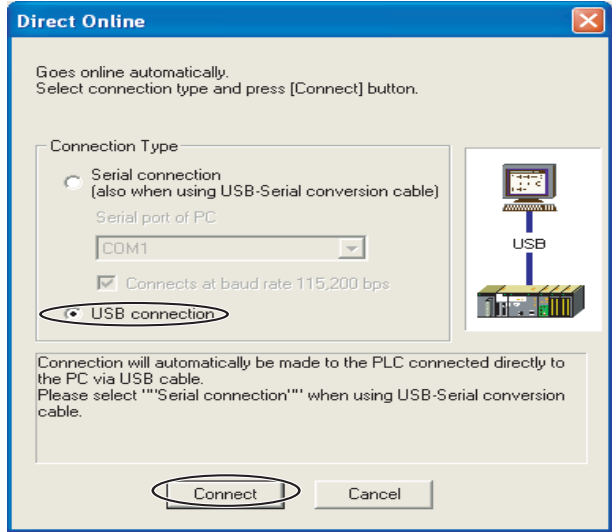 Direct Online
Goes online automatically.
Select connection type and press [Connect] button.
Connection Type
Serial connection
(also when using USB-Serial conversion cable)
Serial port of PC
COM1
Connects at baud rate 115,200 bps
USB connection
USB
Connection will automatically be made to the PLC connected directly to
the PC via USB cable.
Please select ""Serial connection"" when using USB-Serial conversion
cable.
Connect
Cancel